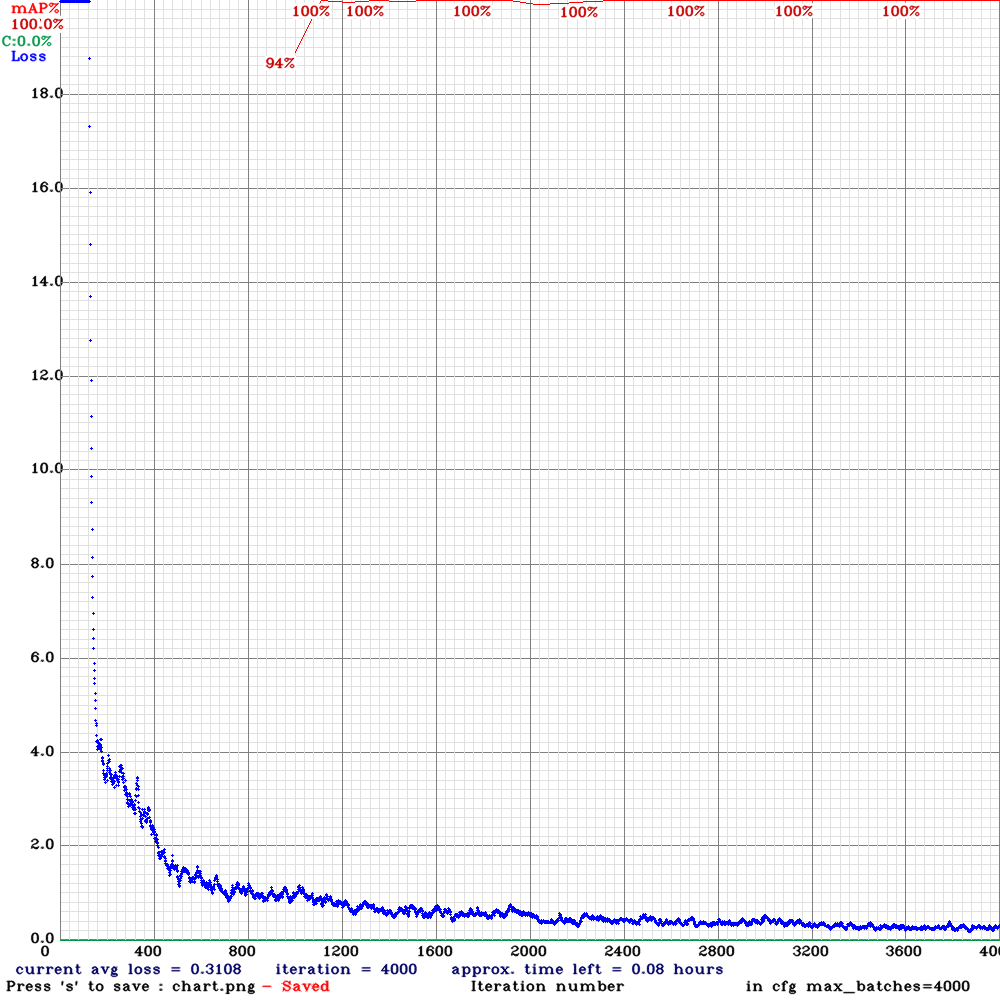 mAP%
100.0%
C:0.0%
Loss
100% 100% 100% 100% 100% 100% 100%
94%
18.0
16.0
14.0
12.0
10.0
8.0
6.0
4.0
2.0
0.0
0 400 800 1200 1600 2000 2400 2800 3200 3600 400
current avg loss = 0.3108 iteration = 4000 approx. time left = 0.08 hours
Press 's' to save : chart.png - Saved Iteration number in cfg max_batches=4000